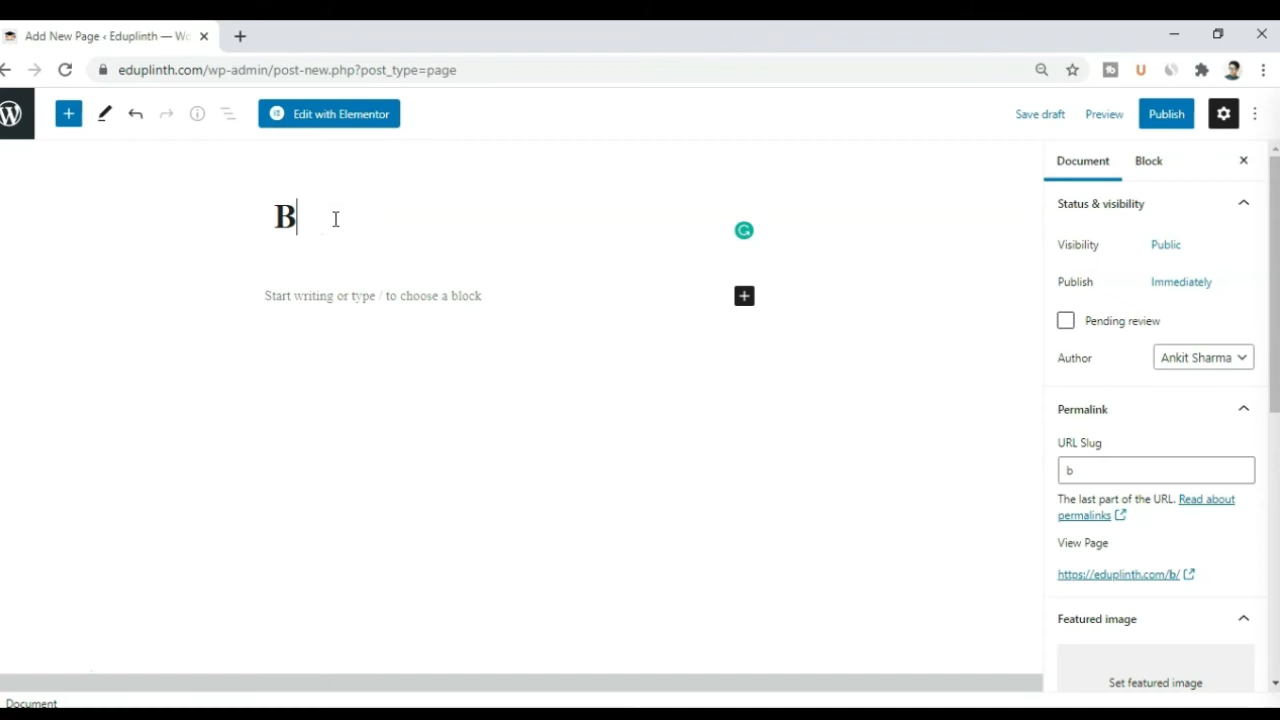 Add New Page ‹ Eduplinth — Wo
eduplinth.com/wp-admin/post-new.php?post_type=page
Edit with Elementor
Save draft
Preview
Publish
B
Start writing or type / to choose a block
Document
Block
Status & visibility
Visibility
Public
Publish
Immediately
Pending review
Author
Ankit Sharma
Permalink
URL Slug
b
The last part of the URL. Read about
permalinks
View Page
https://eduplinth.com/b/
Featured image
Set featured image
Document